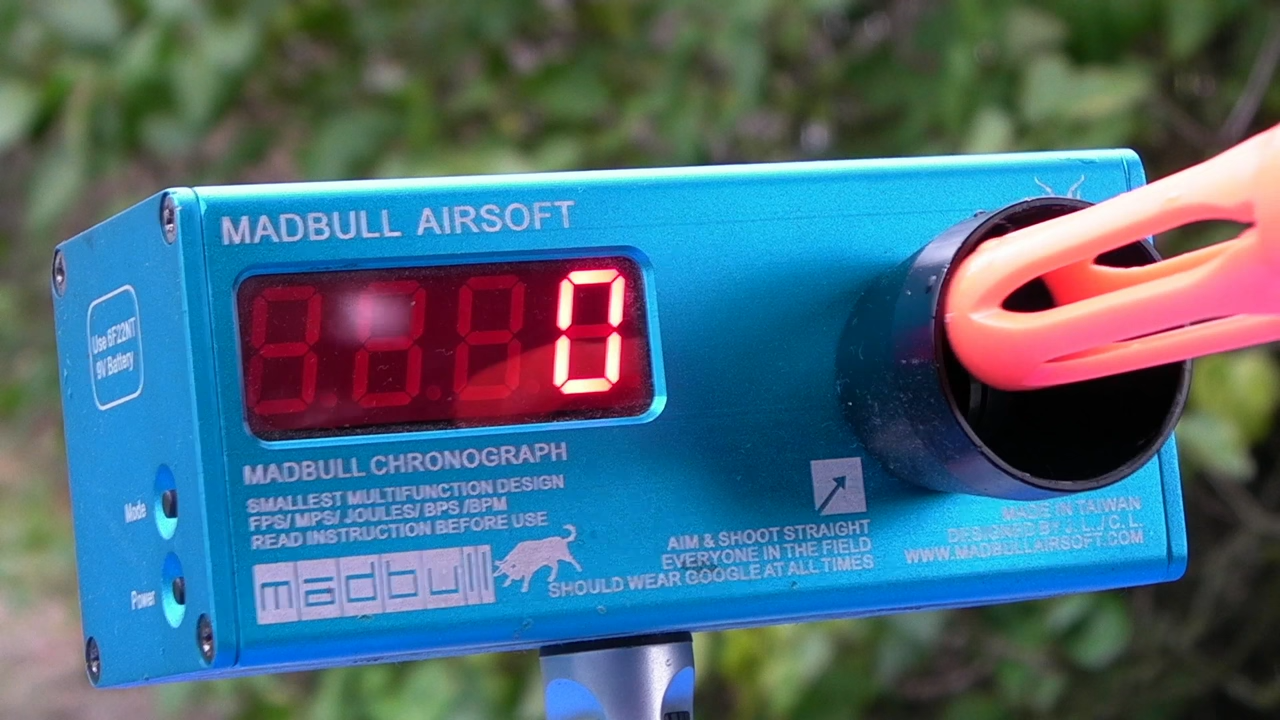 MADBULL AIRSOFT
0
Use 6F22NT
9V Battery
MADBULL CHRONOGRAPH
SMALLEST MULTIFUNCTION DESIGN
FPS/ MPS/ JOULES/ BPS /BPM
READ INSTRUCTION BEFORE USE
madbull
Mode
Power
AIM & SHOOT STRAIGHT
EVERYONE IN THE FIELD
SHOULD WEAR GOOGLE AT ALL TIMES
MADE IN TAIWAN
DESIGNED BY J. L. / C. L.
WWW.MADBULLAIRSOFT.COM